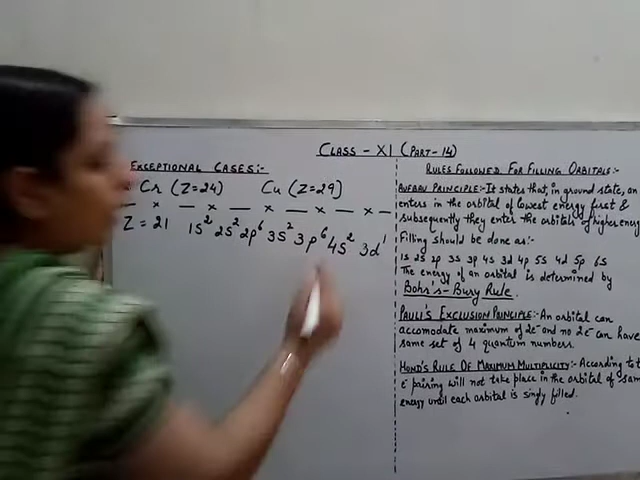 CLASS - XI (PART - 14)
EXCEPTIONAL CASES:-
Cr (Z=24) Cu (Z=29)
— × — × — × — × — × —
Z = 21 1s² 2s² 2p⁶ 3s² 3p⁶ 4s² 3d¹
RULES FOLLOWED FOR FILLING ORBITALS:-
AUFBAU PRINCIPLE:- It states that, in ground state, an
enters in the orbital of lowest energy first &
subsequently they enter the orbitals of higher energy
Filling should be done as:-
1s 2s 2p 3s 3p 4s 3d 4p 5s 4d 5p 6s
The energy of an orbital is determined by
Bohr's - Bury Rule.
PAULI'S EXCLUSION PRINCIPLE:- An orbital can
accomodate maximum of 2e⁻ and no 2e⁻ can have
same set of 4 quantum numbers.
HUND'S RULE OF MAXIMUM MULTIPLICITY:- According to t
e⁻ pairing will not take place in the orbital of same
energy until each orbital is singly filled.